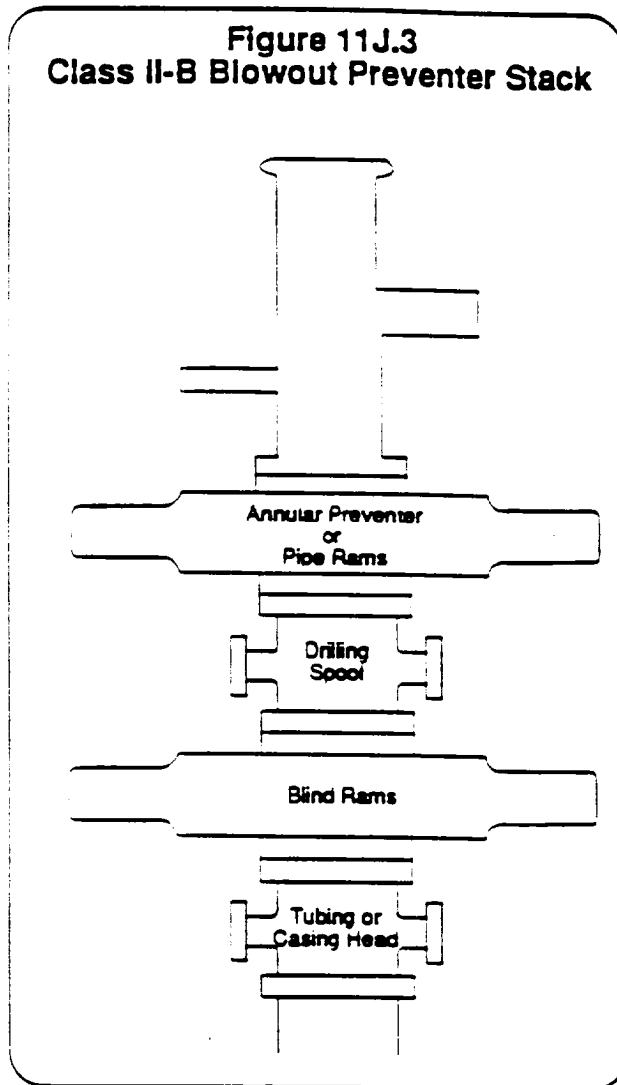 Figure 11J.3
Class II-B Blowout Preventer Stack
Annular Preventer
or
Pipe Rams
Drilling
Spool
Blind Rams
Tubing or
Casing Head